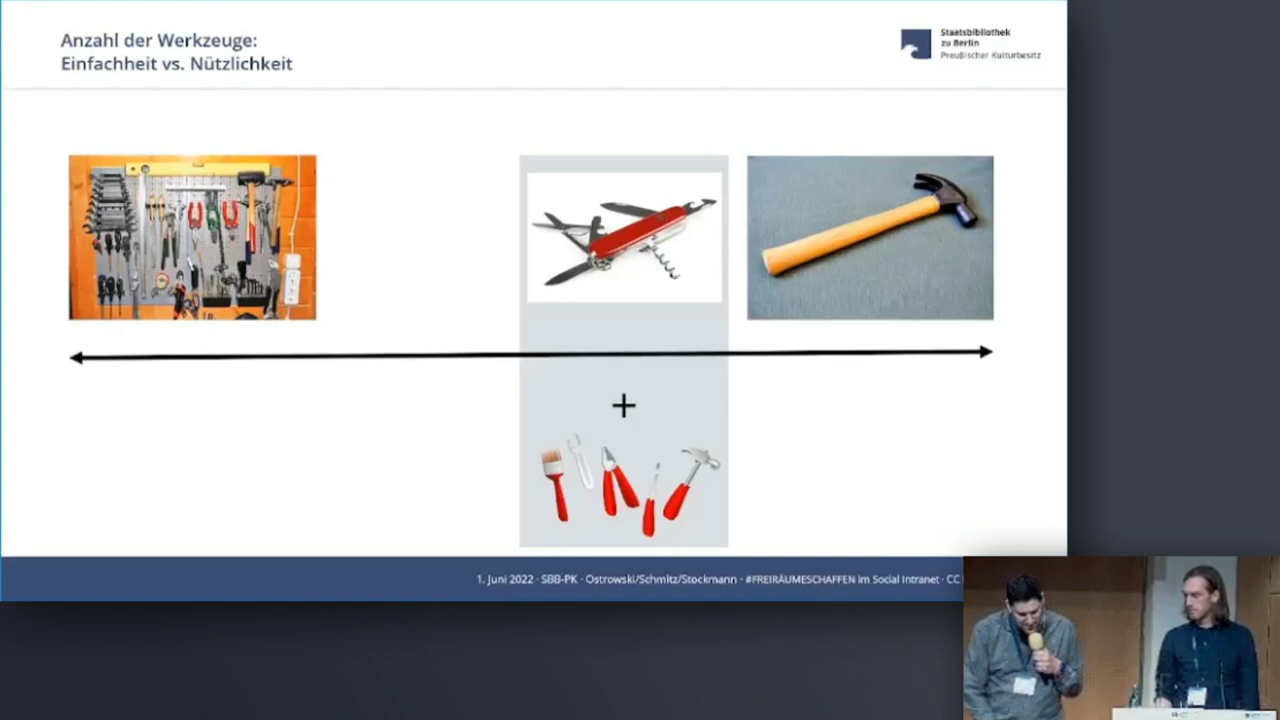 Anzahl der Werkzeuge:
Einfachheit vs. Nützlichkeit
Staatsbibliothek
zu Berlin
Preußischer Kulturbesitz
+
1. Juni 2022 · SBB-PK · Ostrowski/Schmitz/Stockmann · #FREIRÄUMESCHAFFEN im Social Intranet · CC